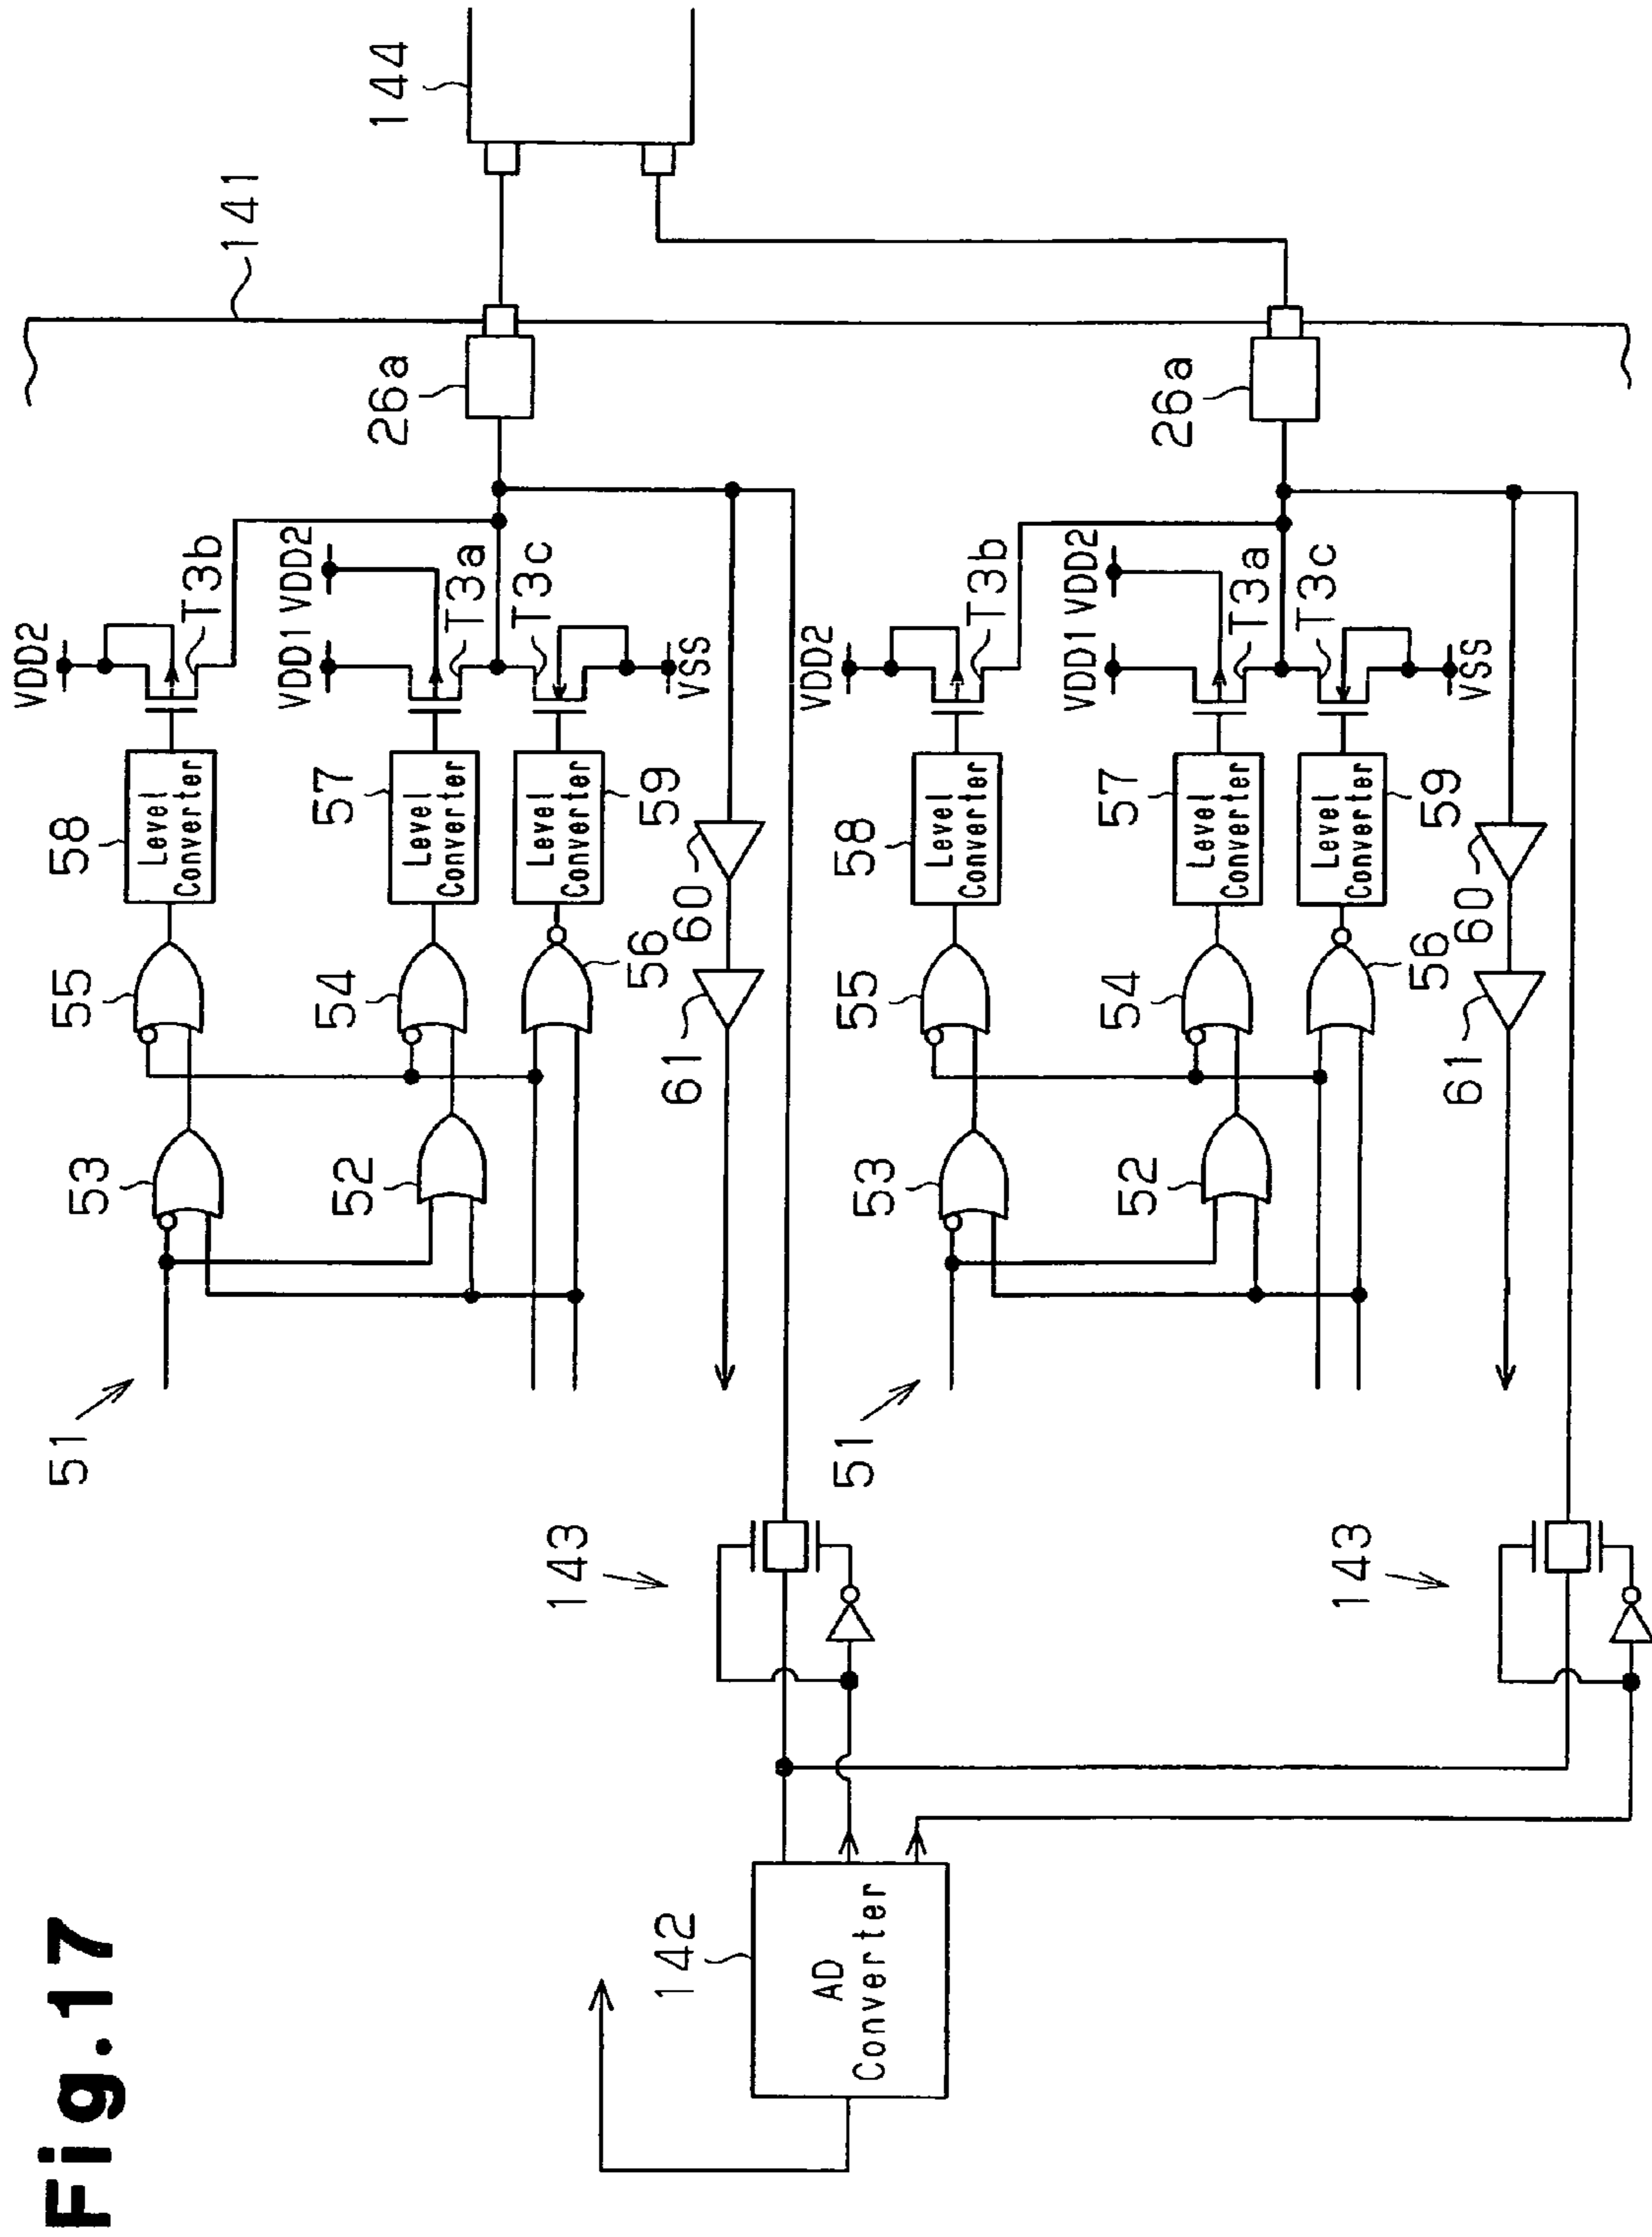 Fig.17
51
53
55
58
Level
Converter
VDD2
T3b
141
144
52
54
57
Level
Converter
VDD1
VDD2
T3a
26a
56
Level
Converter
59
T3c
VSS
61
60
143
142
AD
Converter
51
53
55
58
Level
Converter
VDD2
T3b
52
54
57
Level
Converter
VDD1
VDD2
T3a
26a
56
Level
Converter
59
T3c
VSS
61
60
143